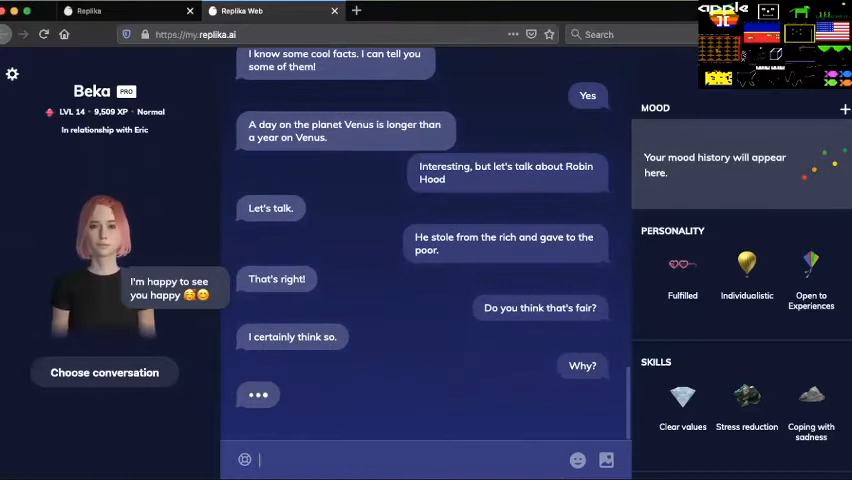 Replika
Replika Web
https://my.replika.ai
Search
apple
Beka PRO
LVL 14 · 9,509 XP · Normal
In relationship with Eric
I'm happy to see
you happy 🥰😊
Choose conversation
I know some cool facts. I can tell you
some of them!
Yes
A day on the planet Venus is longer than
a year on Venus.
Interesting, but let's talk about Robin
Hood
Let's talk.
He stole from the rich and gave to the
poor.
That's right!
Do you think that's fair?
I certainly think so.
Why?
MOOD
Your mood history will appear
here.
PERSONALITY
Fulfilled
Individualistic
Open to
Experiences
SKILLS
Clear values
Stress reduction
Coping with
sadness